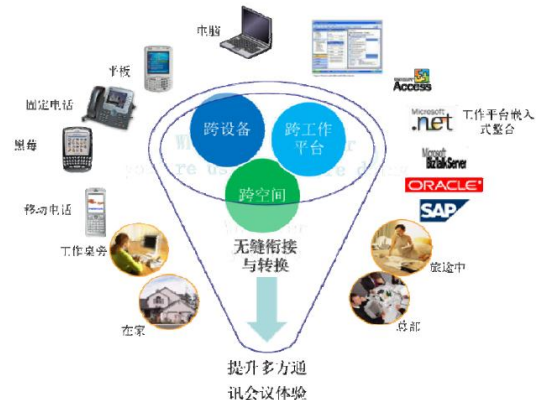 电脑
平板
固定电话
黑莓
移动电话
工作桌旁
在家
跨设备
跨工作
平台
跨空间
无缝衔接
与转换
提升多方通
讯会议体验
Microsoft
Access
Microsoft
.net
工作平台嵌入
式整合
Microsoft
BizTalk Server
ORACLE
SAP
旅途中
总部